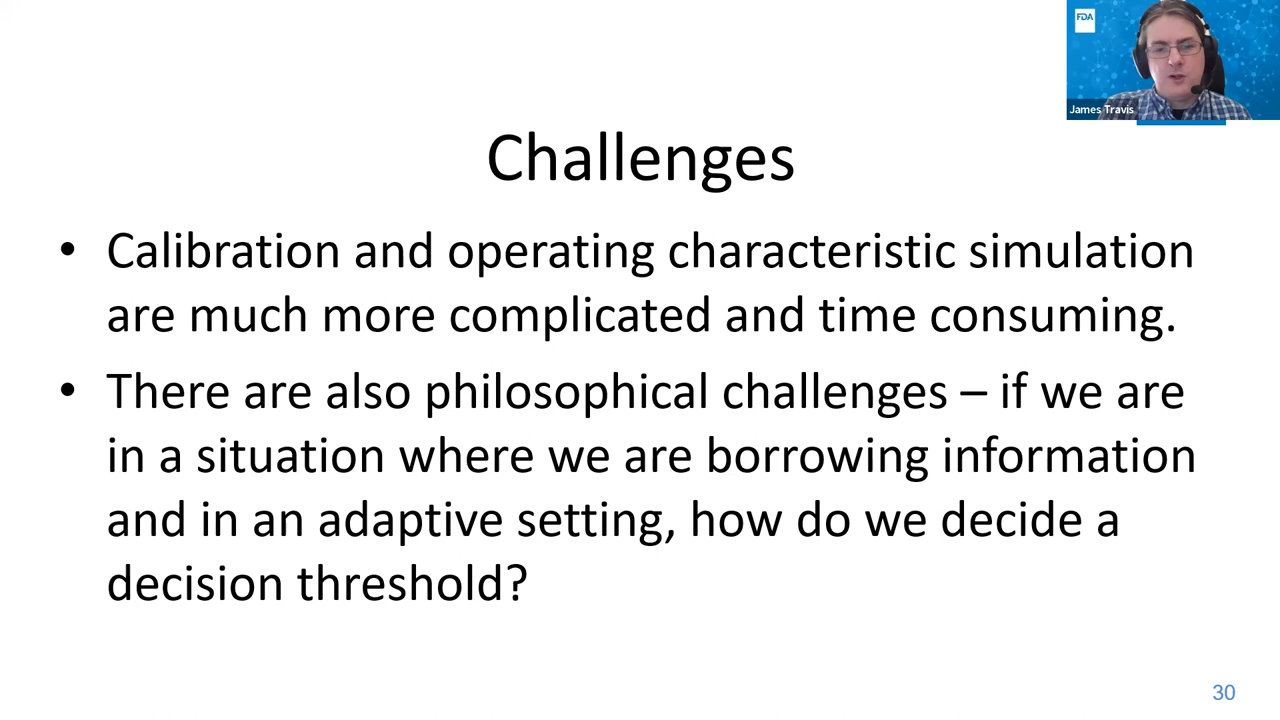 FDA
James Travis
Challenges
• Calibration and operating characteristic simulation
are much more complicated and time consuming.
• There are also philosophical challenges – if we are
in a situation where we are borrowing information
and in an adaptive setting, how do we decide a
decision threshold?
30